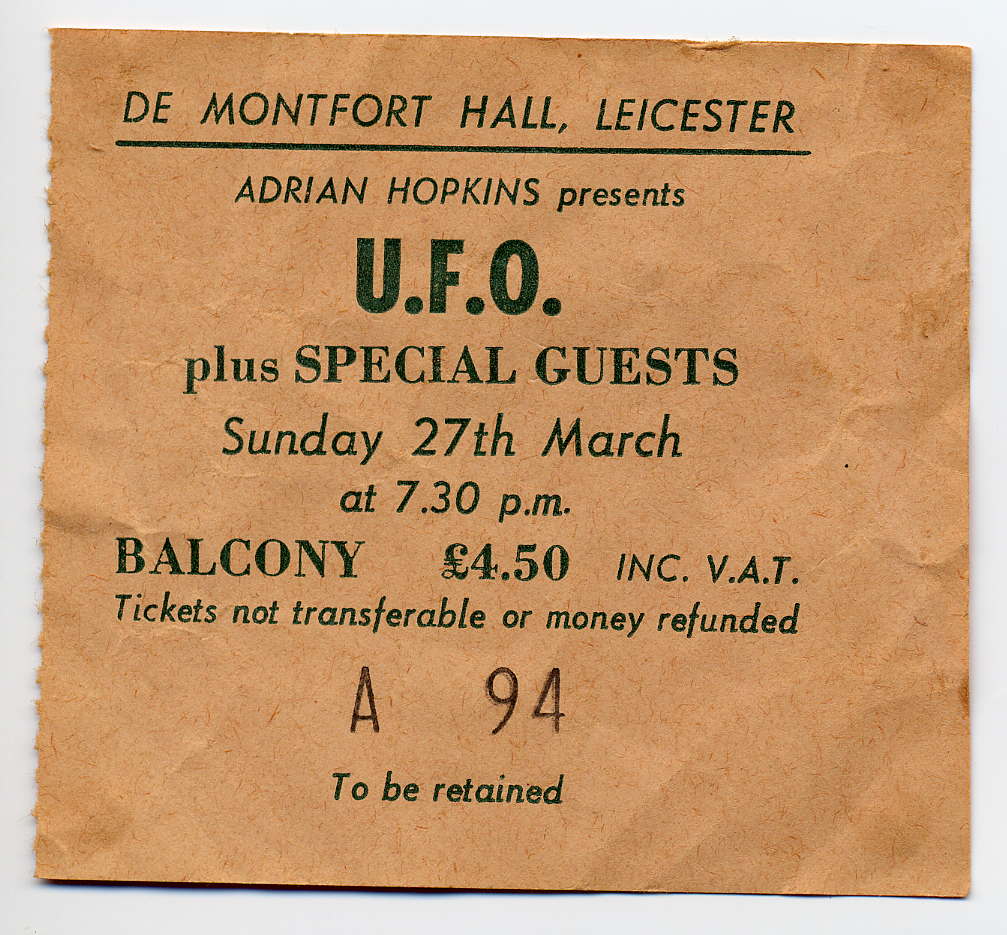 DE MONTFORT HALL, LEICESTER
ADRIAN HOPKINS presents
U.F.O.
plus SPECIAL GUESTS
Sunday 27th March
at 7.30 p.m.
BALCONY £4.50 INC. V.A.T.
Tickets not transferable or money refunded
A 94
To be retained